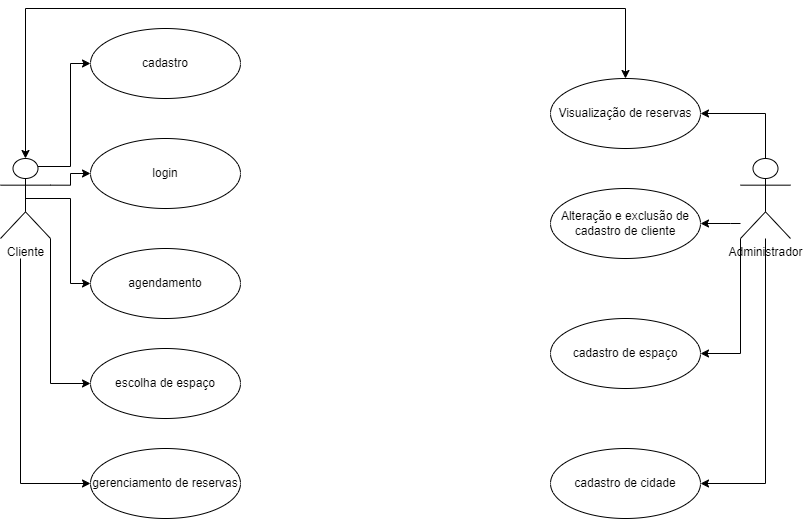 cadastro
login
Cliente
agendamento
escolha de espaço
gerenciamento de reservas
Visualização de reservas
Alteração e exclusão de
cadastro de cliente
Administrador
cadastro de espaço
cadastro de cidade